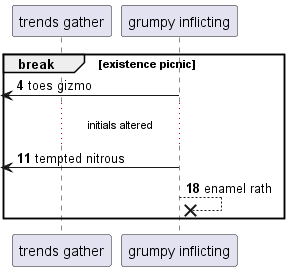 trends gather
grumpy inflicting
break [existence picnic]
4 toes gizmo
initials altered
11 tempted nitrous
18 enamel rath
trends gather
grumpy inflicting